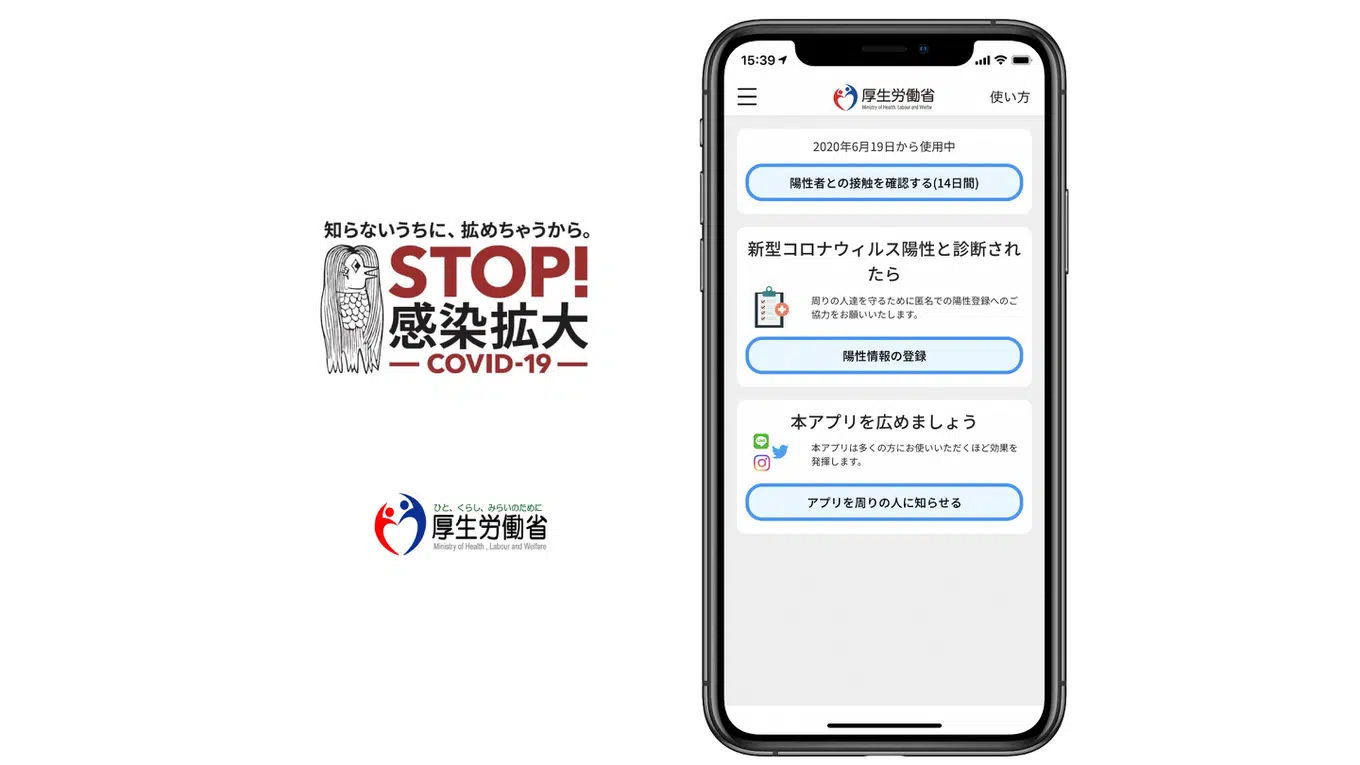 知らないうちに、拡めちゃうから。
STOP!
感染拡大
COVID-19
ひと、くらし、みらいのために
厚生労働省
Ministry of Health, Labour and Welfare
15:39
厚生労働省
Ministry of Health, Labour and Welfar
使い方
2020年6月19日から使用中
陽性者との接触を確認する(14日間)
新型コロナウィルス陽性と診断され
たら
周りの人達を守るために匿名での陽性登録へのご
協力をお願いいたします。
陽性情報の登録
本アプリを広めましょう
LINE
本アプリは多くの方にお使いいただくほど効果を
発揮します。
アプリを周りの人に知らせる